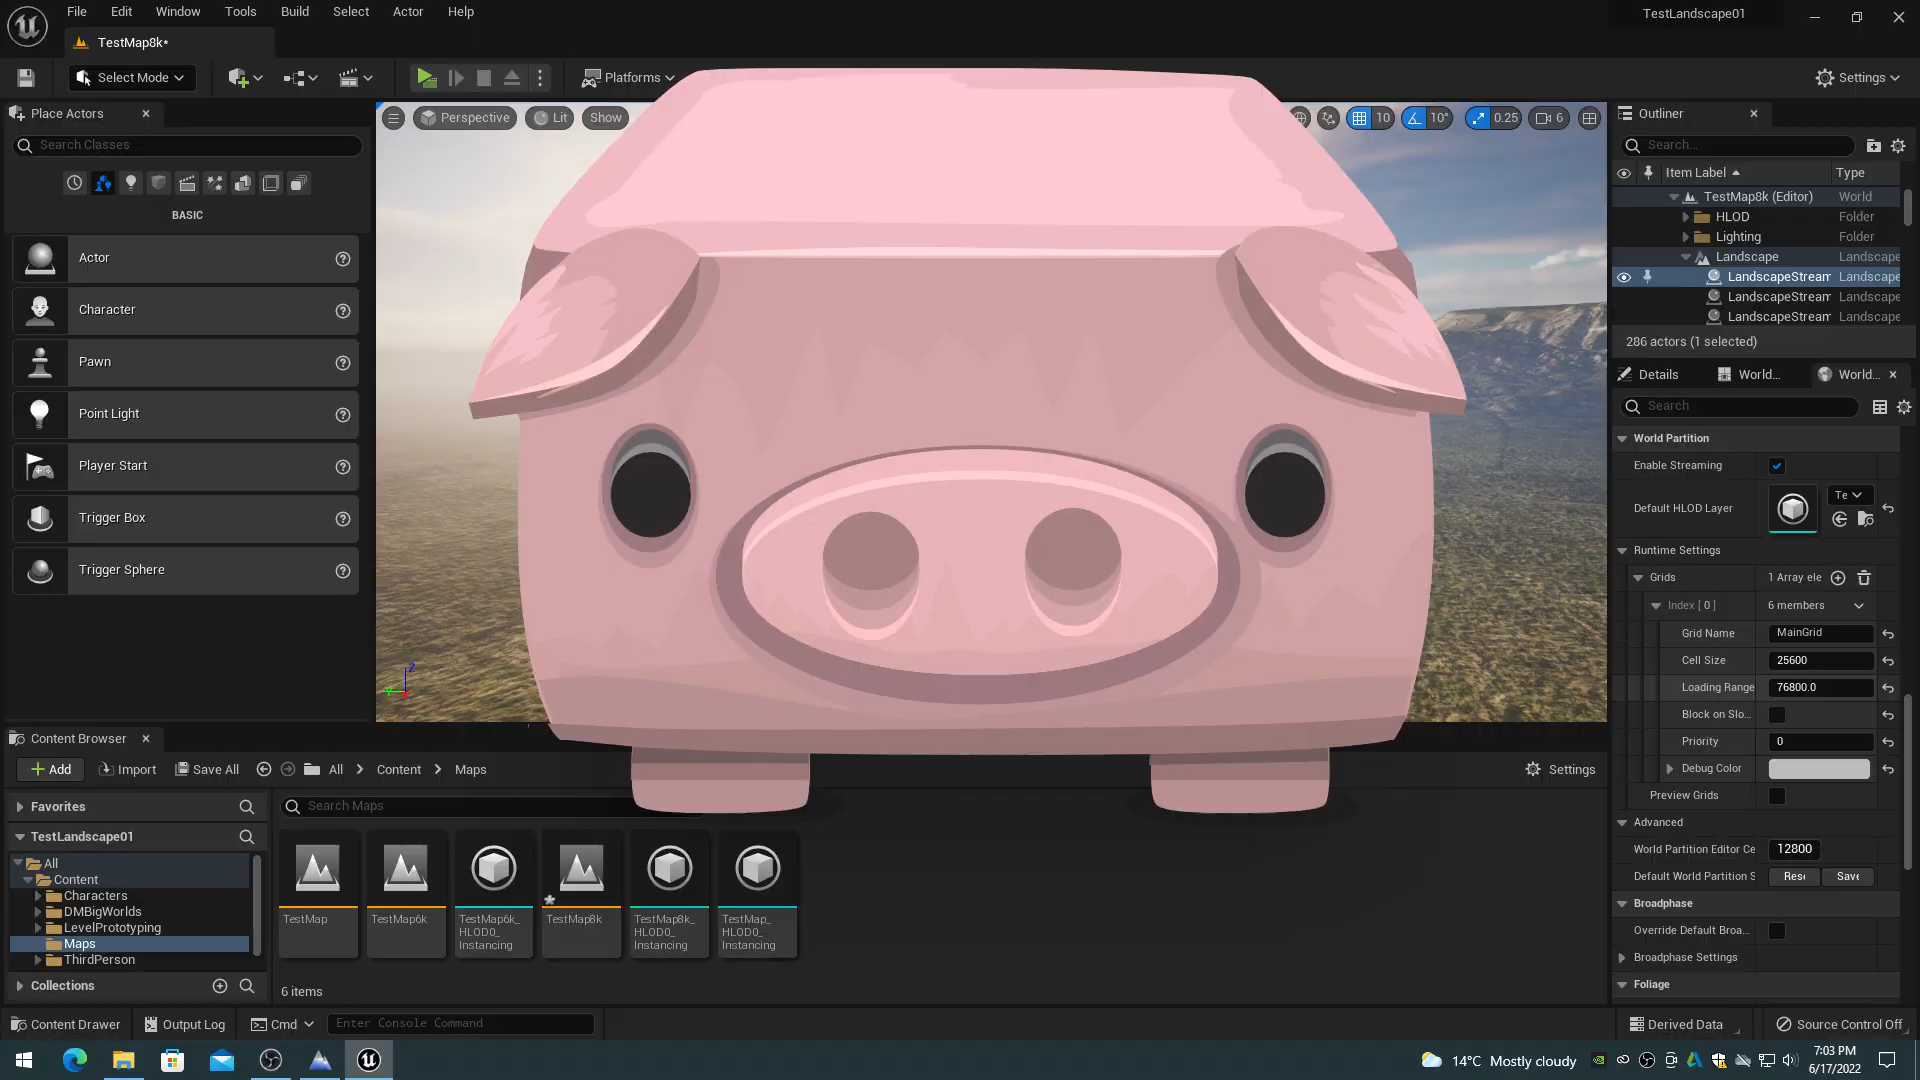 File Edit Window Tools Build Select Actor Help
TestLandscape01
TestMap8k*
Select Mode
Platforms
Settings
Place Actors
Search Classes
BASIC
Actor
Character
Pawn
Point Light
Player Start
Trigger Box
Trigger Sphere
Perspective Lit Show
10 10° 0.25 6
Z
Outliner
Search...
Item Label Type
TestMap8k (Editor) World
HLOD Folder
Lighting Folder
Landscape Landscape
LandscapeStream Landscape
LandscapeStream Landscape
LandscapeStream Landscape
286 actors (1 selected)
Details World... World...
Search
World Partition
Enable Streaming
Default HLOD Layer Te
Runtime Settings
Grids 1 Array ele
Index [ 0 ] 6 members
Grid Name MainGrid
Cell Size 25600
Loading Range 76800.0
Block on Slo...
Priority 0
Debug Color
Preview Grids
Advanced
World Partition Editor Ce 12800
Default World Partition S Rese Save
Broadphase
Override Default Broa...
Broadphase Settings
Foliage
Content Browser
Add Import Save All All Content Maps Settings
Favorites
Search Maps
TestLandscape01
All
Content
Characters
DMBigWorlds
LevelPrototyping
Maps
ThirdPerson
Collections
TestMap
TestMap6k
TestMap6k_
HLOD0_
Instancing
TestMap8k
TestMap8k_
HLOD0_
Instancing
TestMap_
HLOD0_
Instancing
6 items
Content Drawer Output Log Cmd Enter Console Command Derived Data Source Control Off
14°C Mostly cloudy
7:03 PM
6/17/2022